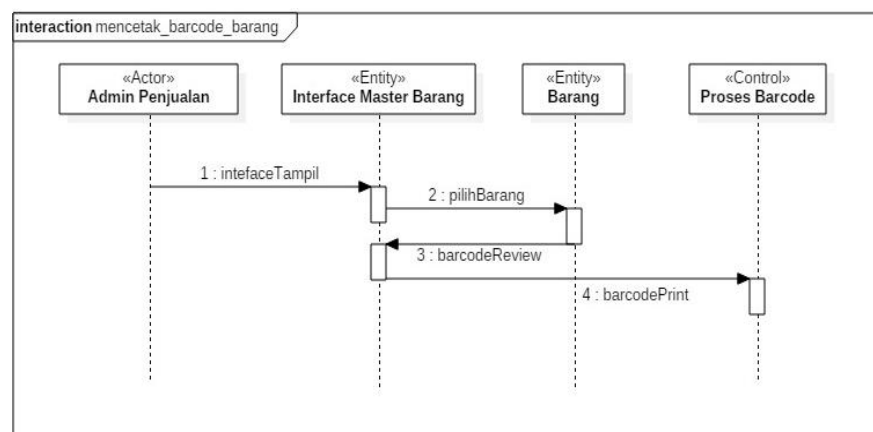 interaction mencetak_barcode_barang
«Actor»
Admin Penjualan
«Entity»
Interface Master Barang
«Entity»
Barang
«Control»
Proses Barcode
1 : intefaceTampil
2 : pilihBarang
3 : barcodeReview
4 : barcodePrint